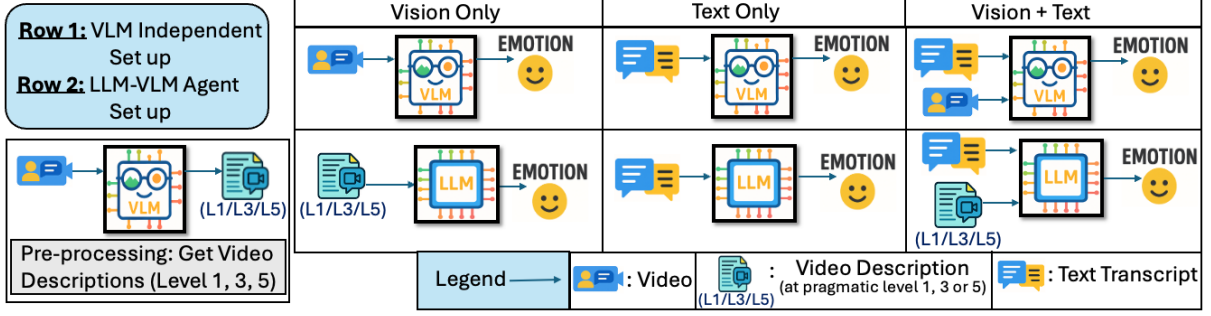 Row 1: VLM Independent
Set up
Row 2: LLM-VLM Agent
Set up
Vision Only
Text Only
Vision + Text
VLM
EMOTION
VLM
EMOTION
VLM
EMOTION
VLM
(L1/L3/L5)
Pre-processing: Get Video
Descriptions (Level 1, 3, 5)
(L1/L3/L5)
LLM
EMOTION
LLM
EMOTION
(L1/L3/L5)
LLM
EMOTION
Legend
: Video
(L1/L3/L5)
: Video Description
(at pragmatic level 1, 3 or 5)
: Text Transcript